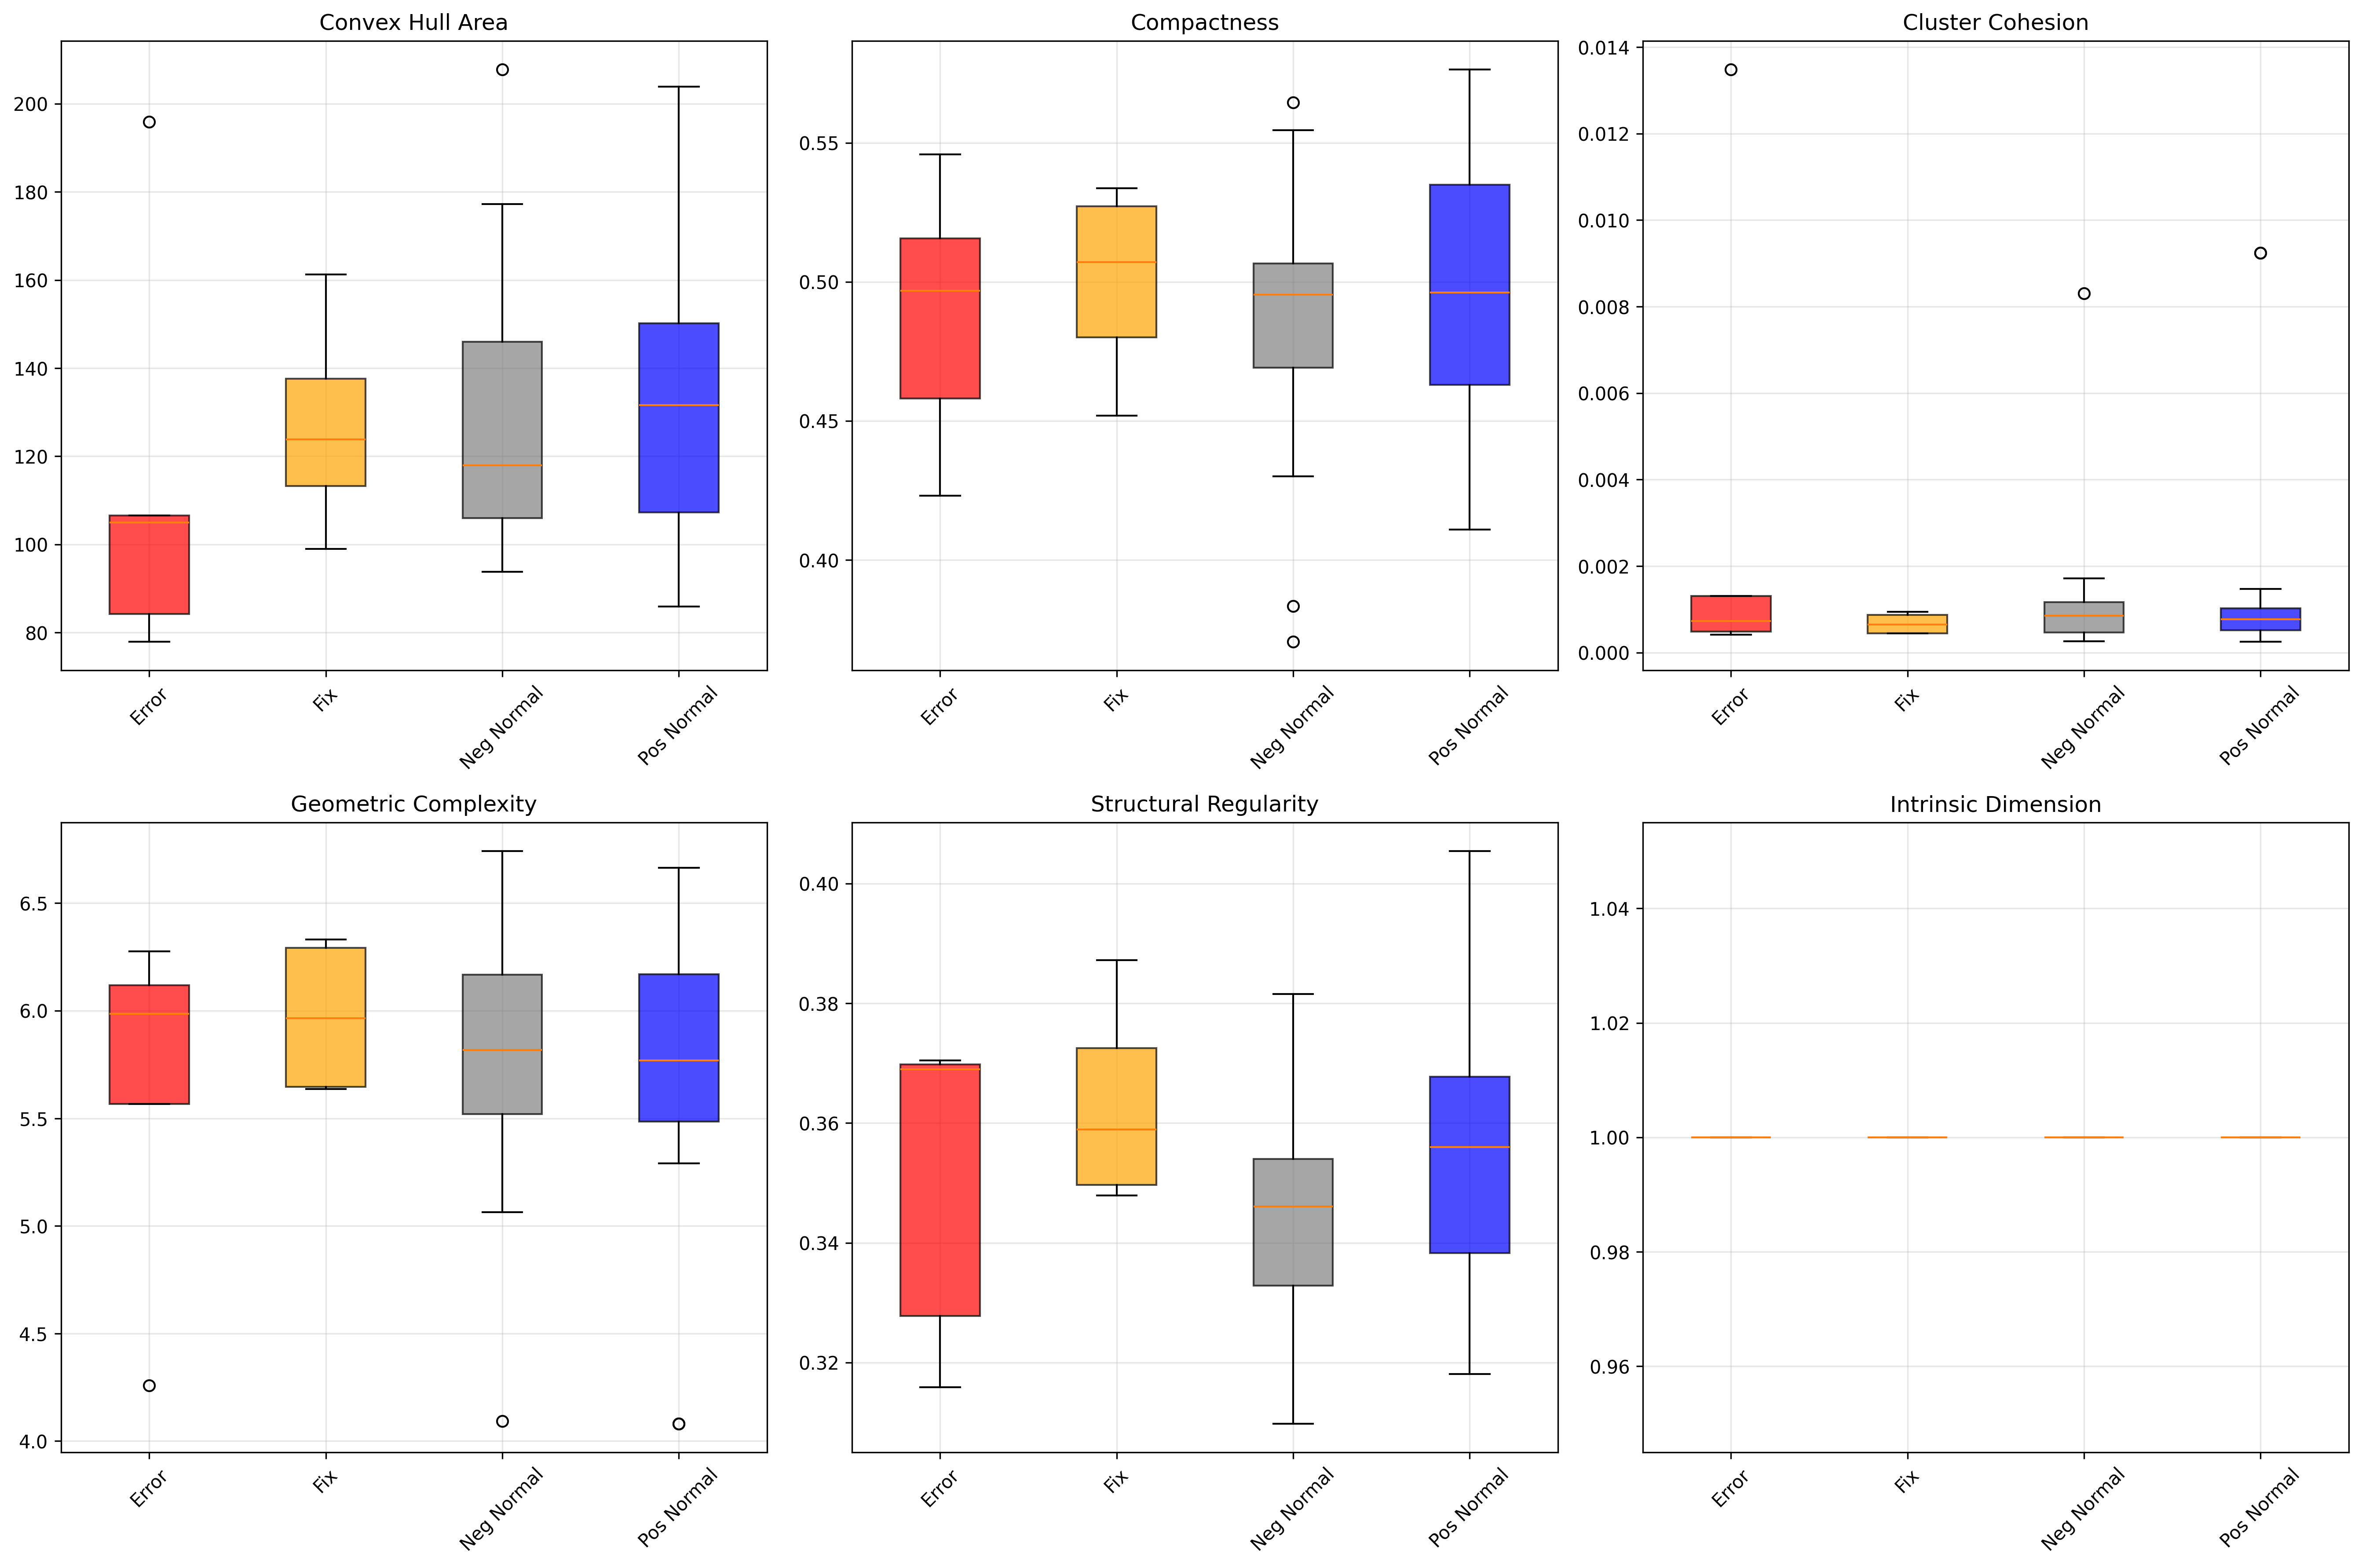 Convex Hull Area
200
180
160
140
120
100
80
Error
Fix
Neg Normal
Pos Normal
Compactness
0.55
0.50
0.45
0.40
Error
Fix
Neg Normal
Pos Normal
Cluster Cohesion
0.014
0.012
0.010
0.008
0.006
0.004
0.002
0.000
Error
Fix
Neg Normal
Pos Normal
Geometric Complexity
6.5
6.0
5.5
5.0
4.5
4.0
Error
Fix
Neg Normal
Pos Normal
Structural Regularity
0.40
0.38
0.36
0.34
0.32
Error
Fix
Neg Normal
Pos Normal
Intrinsic Dimension
1.04
1.02
1.00
0.98
0.96
Error
Fix
Neg Normal
Pos Normal